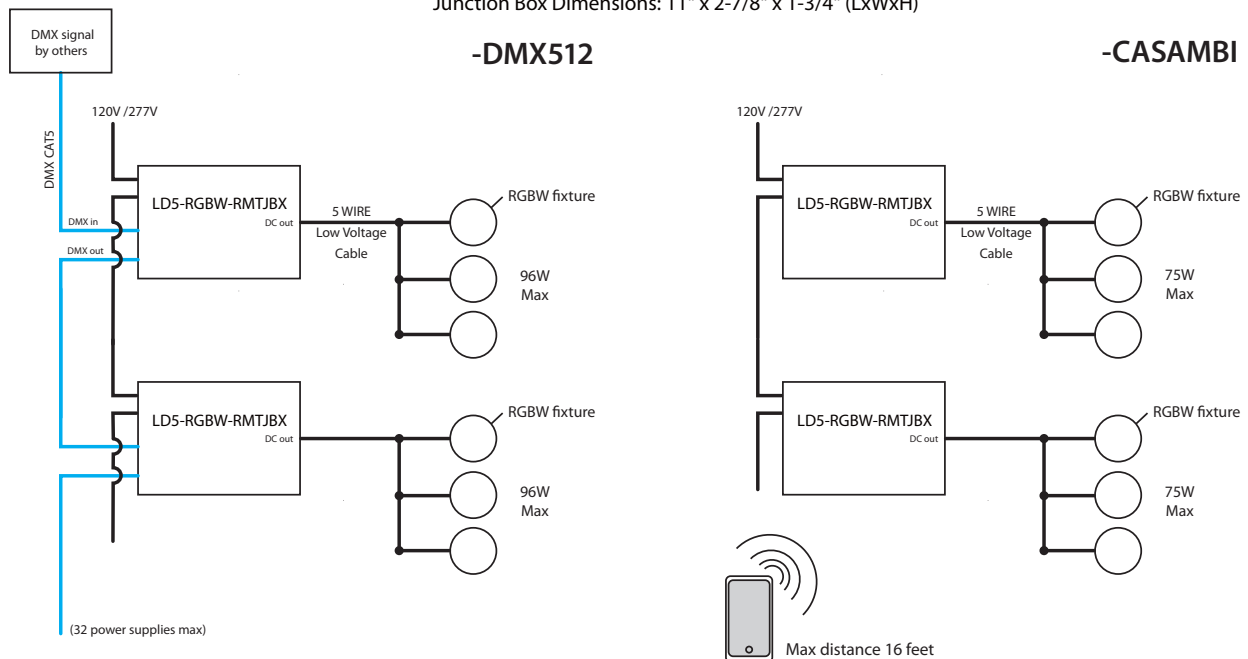 Junction Box Dimensions: 11" x 2-7/8" x 1-3/4" (LxWxH)
DMX signal
by others
-DMX512
120V /277V
DMX CAT5
LD5-RGBW-RMTJBX
DC out
DMX in
DMX out
5 WIRE
Low Voltage
Cable
RGBW fixture
96W
Max
LD5-RGBW-RMTJBX
DC out
RGBW fixture
96W
Max
(32 power supplies max)
-CASAMBI
120V /277V
LD5-RGBW-RMTJBX
DC out
5 WIRE
Low Voltage
Cable
RGBW fixture
75W
Max
LD5-RGBW-RMTJBX
DC out
RGBW fixture
75W
Max
Max distance 16 feet